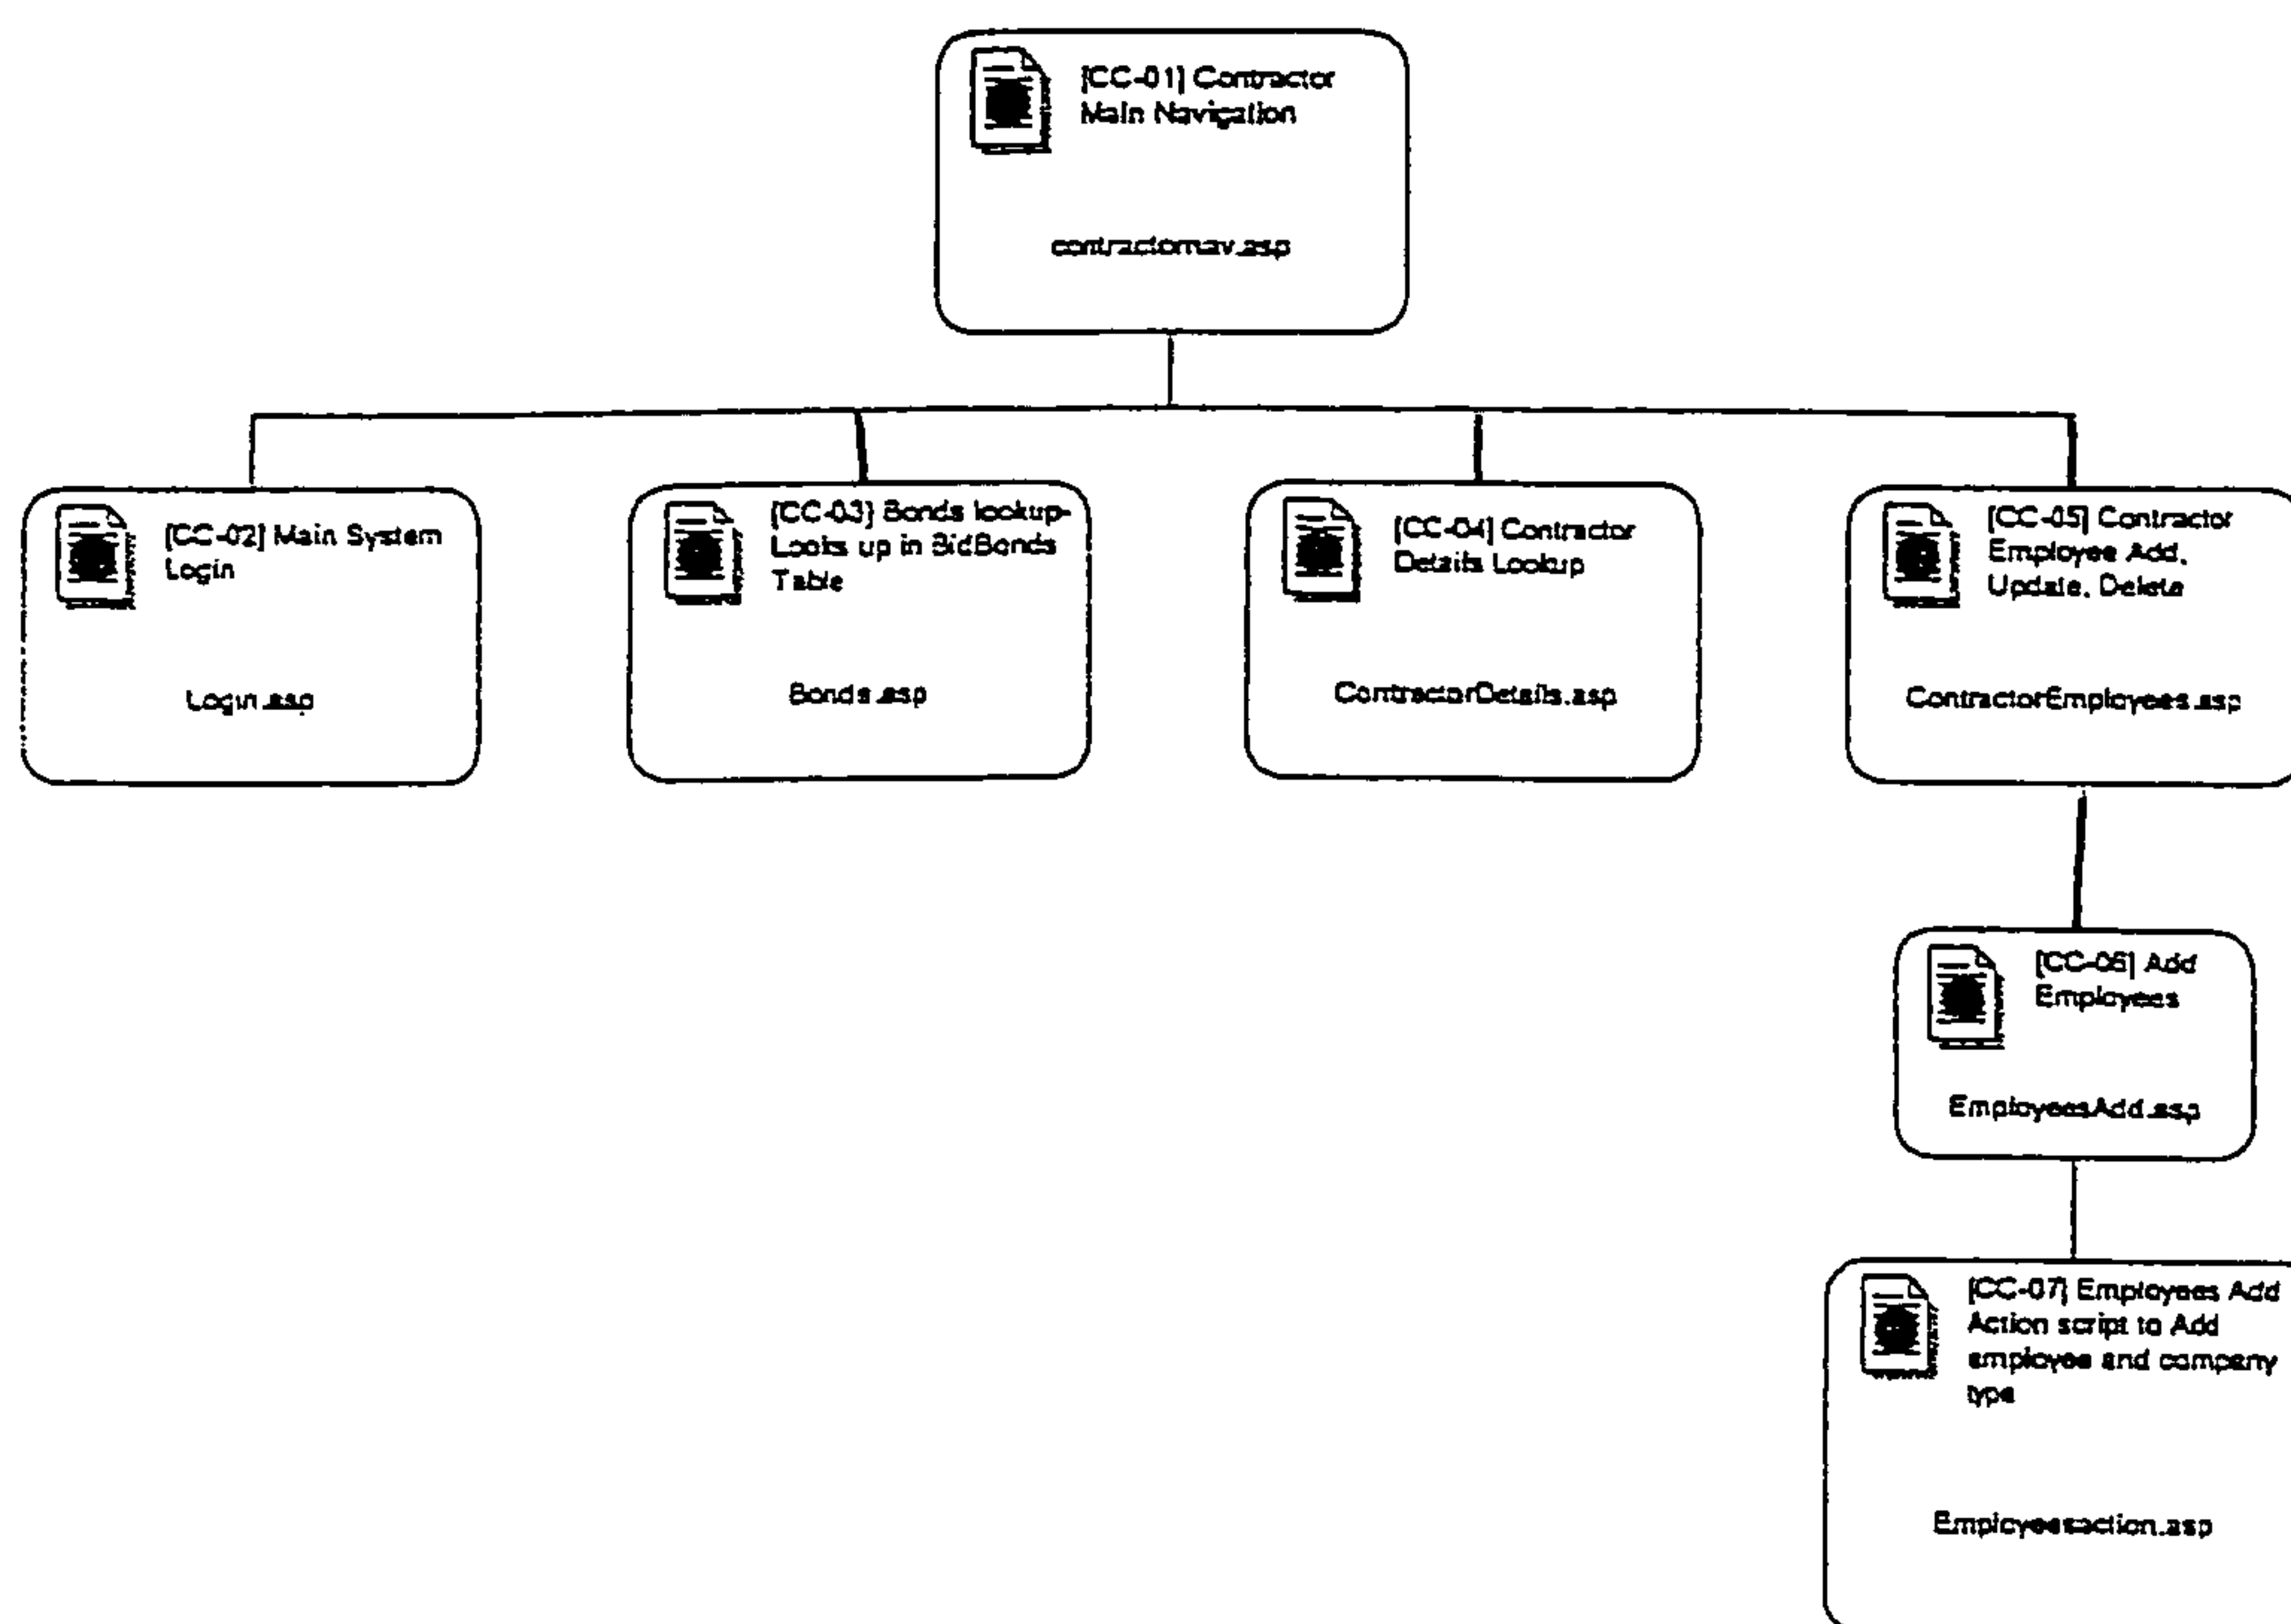 [CC-01] Contractor
Main Navigation
contractornav.asp
[CC-02] Main System
Login
Login.asp
[CC-03] Bonds lookup-
Looks up in BidBonds
Table
Bonds.asp
[CC-04] Contractor
Details Lookup
ContractorDetails.asp
[CC-05] Contractor
Employee Add,
Update, Delete
ContractorEmployees.asp
[CC-06] Add
Employees
EmployeesAdd.asp
[CC-07] Employees Add
Action script to Add
employee and company
type
Employeesaction.asp